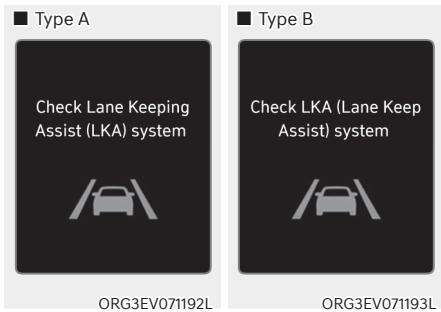 ■ Type A
Check Lane Keeping
Assist (LKA) system
ORG3EV071192L
■ Type B
Check LKA (Lane Keep
Assist) system
ORG3EV071193L